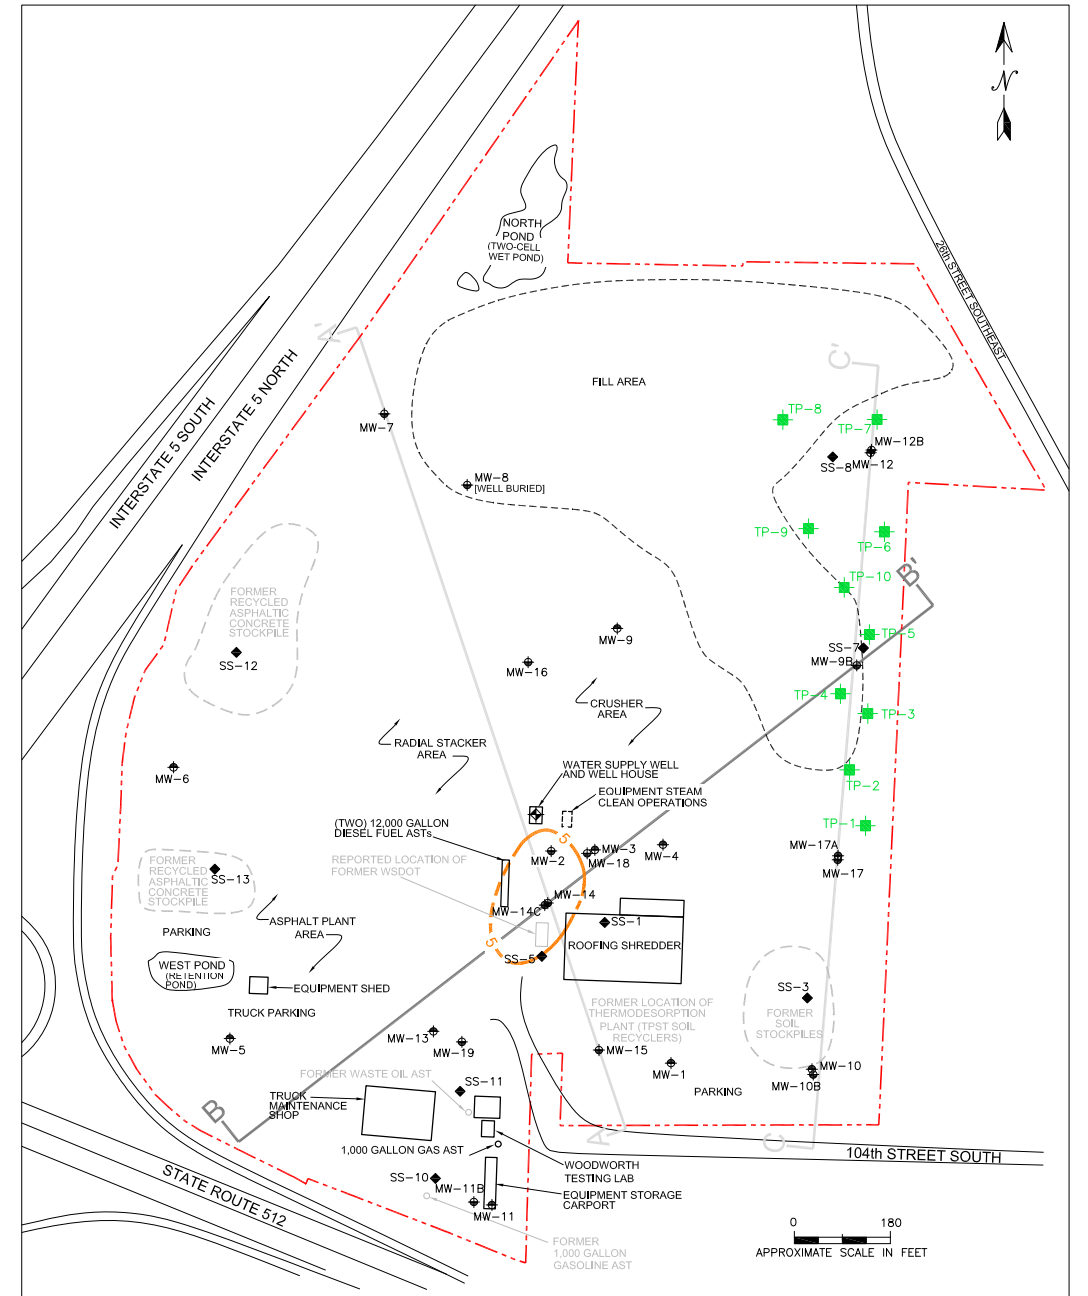 N
NORTH
POND
(TWO-CELL
WET POND)
26th STREET SOUTHEAST
INTERSTATE 5 SOUTH
INTERSTATE 5 NORTH
A'
C'
FILL AREA
TP-8
TP-7
MW-7
MW-12B
SS-8
MW-12
MW-8
[WELL BURIED]
TP-9
TP-6
TP-10
B'
FORMER
RECYCLED
ASPHALTIC
CONCRETE
STOCKPILE
SS-12
MW-9
TP-5
SS-7
MW-9B
MW-16
TP-4
TP-3
CRUSHER
AREA
RADIAL STACKER
AREA
MW-6
WATER SUPPLY WELL
AND WELL HOUSE
TP-2
EQUIPMENT STEAM
CLEAN OPERATIONS
(TWO) 12,000 GALLON
DIESEL FUEL ASTs
TP-1
5
MW-2
MW-3
MW-18
MW-4
MW-17A
MW-17
REPORTED LOCATION OF
FORMER WSDOT
FORMER
RECYCLED
ASPHALTIC
CONCRETE
STOCKPILE
SS-13
MW-14
MW-14C
SS-1
ASPHALT PLANT
AREA
PARKING
5
ROOFING SHREDDER
SS-5
WEST POND
(RETENTION
POND)
EQUIPMENT SHED
SS-3
FORMER
SOIL
STOCKPILES
FORMER LOCATION OF
THERMODESORPTION
PLANT (TPST SOIL
RECYCLERS)
TRUCK PARKING
MW-5
MW-13
MW-19
MW-15
MW-1
MW-10
MW-10B
PARKING
FORMER WASTE OIL AST
SS-11
TRUCK
MAINTENANCE
SHOP
B
A
C
1,000 GALLON GAS AST
104th STREET SOUTH
WOODWORTH
TESTING LAB
STATE ROUTE 512
SS-10
MW-11B
MW-11
EQUIPMENT STORAGE
CARPORT
FORMER
1,000 GALLON
GASOLINE AST
0 180
APPROXIMATE SCALE IN FEET